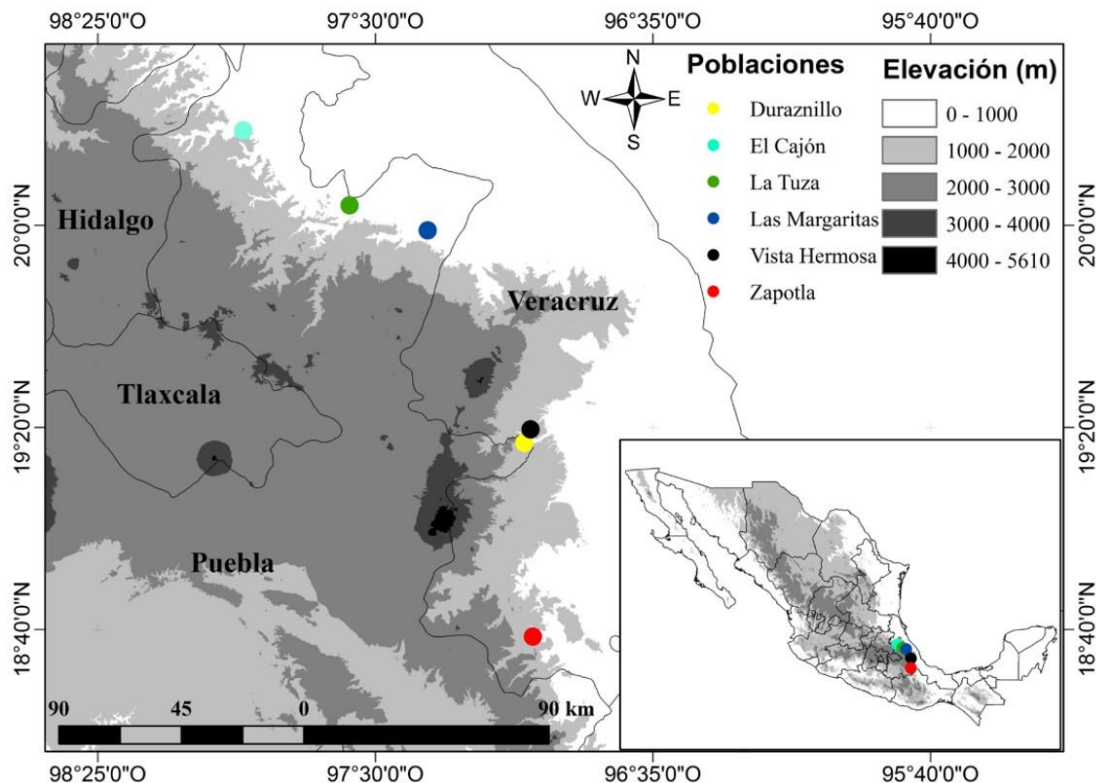 98°25'0"O 97°30'0"O 96°35'0"O 95°40'0"O
N
W E
S
Poblaciones
Duraznillo
El Cajón
La Tuza
Las Margaritas
Vista Hermosa
Zapotla
Elevación (m)
0 - 1000
1000 - 2000
2000 - 3000
3000 - 4000
4000 - 5610
Hidalgo
Veracruz
Tlaxcala
Puebla
20°0'0"N
19°20'0"N
18°40'0"N
20°0'0"N
19°20'0"N
18°40'0"N
90 45 0 90 km
98°25'0"O 97°30'0"O 96°35'0"O 95°40'0"O